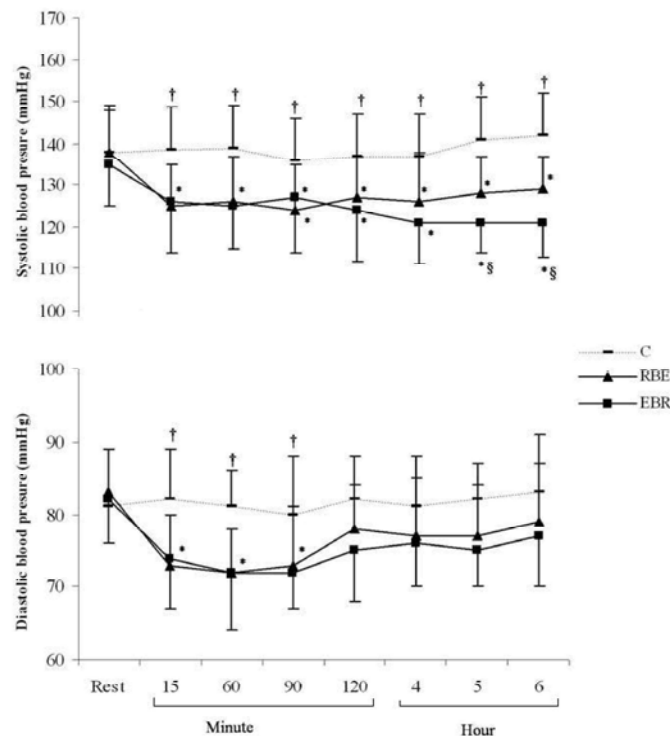 170
160
150
140
130
120
110
100
Systolic blood presure (mmHg)
† † † † † † †
* * * * * * *
* * *
*§ *§
100
90
80
70
60
Diastolic blood presure (mmHg)
† † †
* * *
C
RBE
EBR
Rest 15 60 90 120 4 5 6
Minute Hour